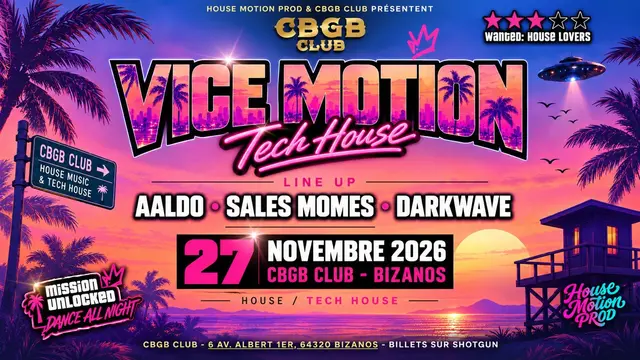 HOUSE MOTION PROD & CBGB CLUB PRÉSENTENT
CBGB
CLUB
WANTED: HOUSE LOVERS
VICE MOTION
Tech House
CBGB CLUB →
HOUSE MUSIC
& TECH HOUSE
LINE UP
AALDO • SALES MOMES • DARKWAVE
27 NOVEMBRE 2026
CBGB CLUB - BIZANOS
HOUSE / TECH HOUSE
MISSION
UNLOCKED
DANCE ALL NIGHT
House
Motion
PROD
CBGB CLUB - 6 AV. ALBERT 1ER, 64320 BIZANOS - BILLETS SUR SHOTGUN